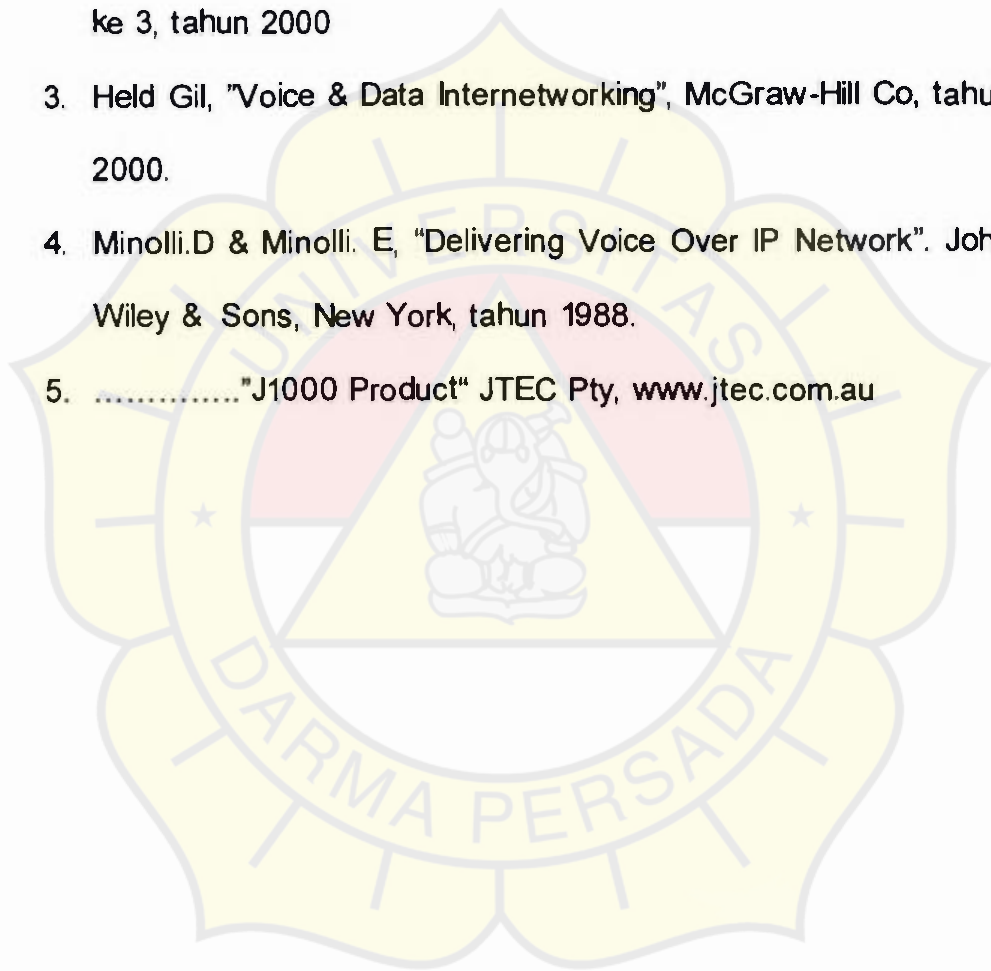 ke 3, tahun 2000
3. Held Gil, ”Voice & Data Internetworking”, McGraw-Hill Co, tahu
2000.
4. Minolli.D & Minolli. E, “Delivering Voice Over IP Network”. Joh
Wiley & Sons, New York, tahun 1988.
5. ..............”J1000 Product“ JTEC Pty, www.jtec.com.au
UNIVERSITAS
DARMA PERSADA